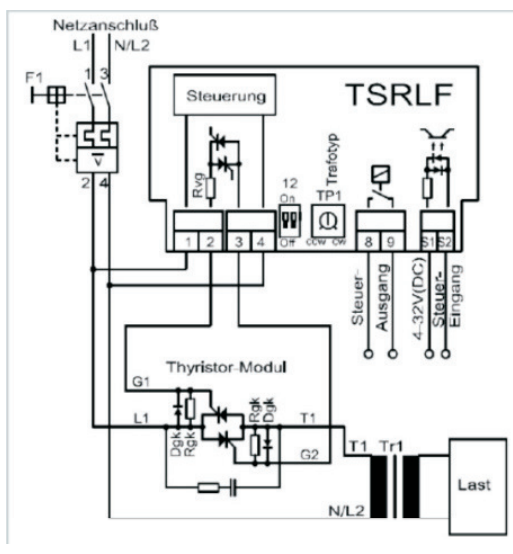 Netzanschluß
L1 N/L2
1 3
F1
2 4
TSRLF
Steuerung
Rvg
12
On
Off
Trafotyp
TP1
ccw cw
1 2 3 4 8 9 S1 S2
Steuer-
Ausgang
4-32V(DC)
Steuer-
Eingang
Thyristor-Modul
G1
L1
Dgk
Rgk
Rgk
Dgk
T1
G2
T1 Tr1
N/L2
Last